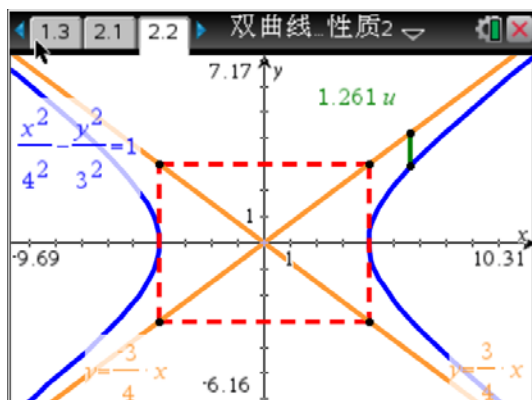 1.3 2.1 2.2 双曲线…性质2
7.17 y
1.261 u
x²/4² - y²/3² = 1
1
x
-9.69 1 10.31
y= -3/4 · x
y= 3/4 · x
-6.16